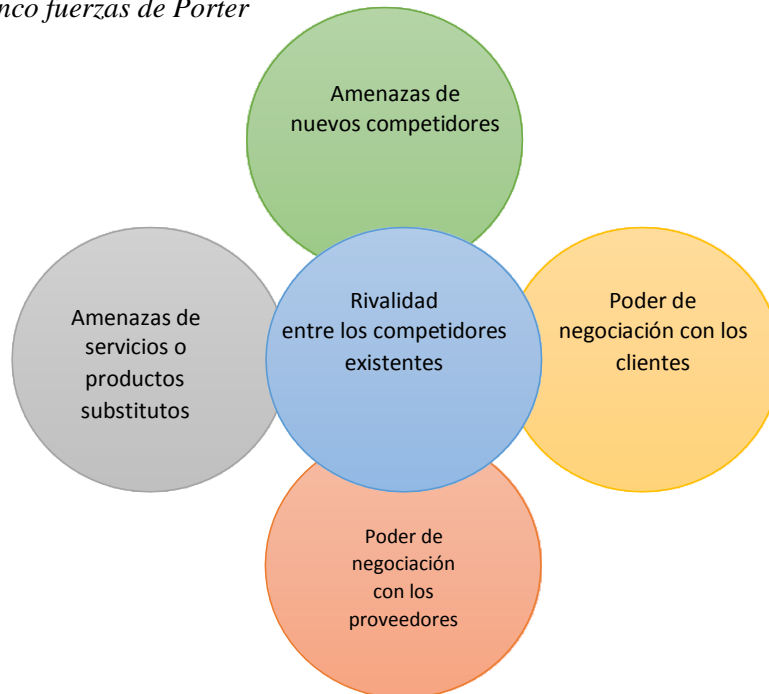 nco fuerzas de Porter
Amenazas de
nuevos competidores
Amenazas de
servicios o
productos
substitutos
Rivalidad
entre los competidores
existentes
Poder de
negociación con los
clientes
Poder de
negociación
con los
proveedores